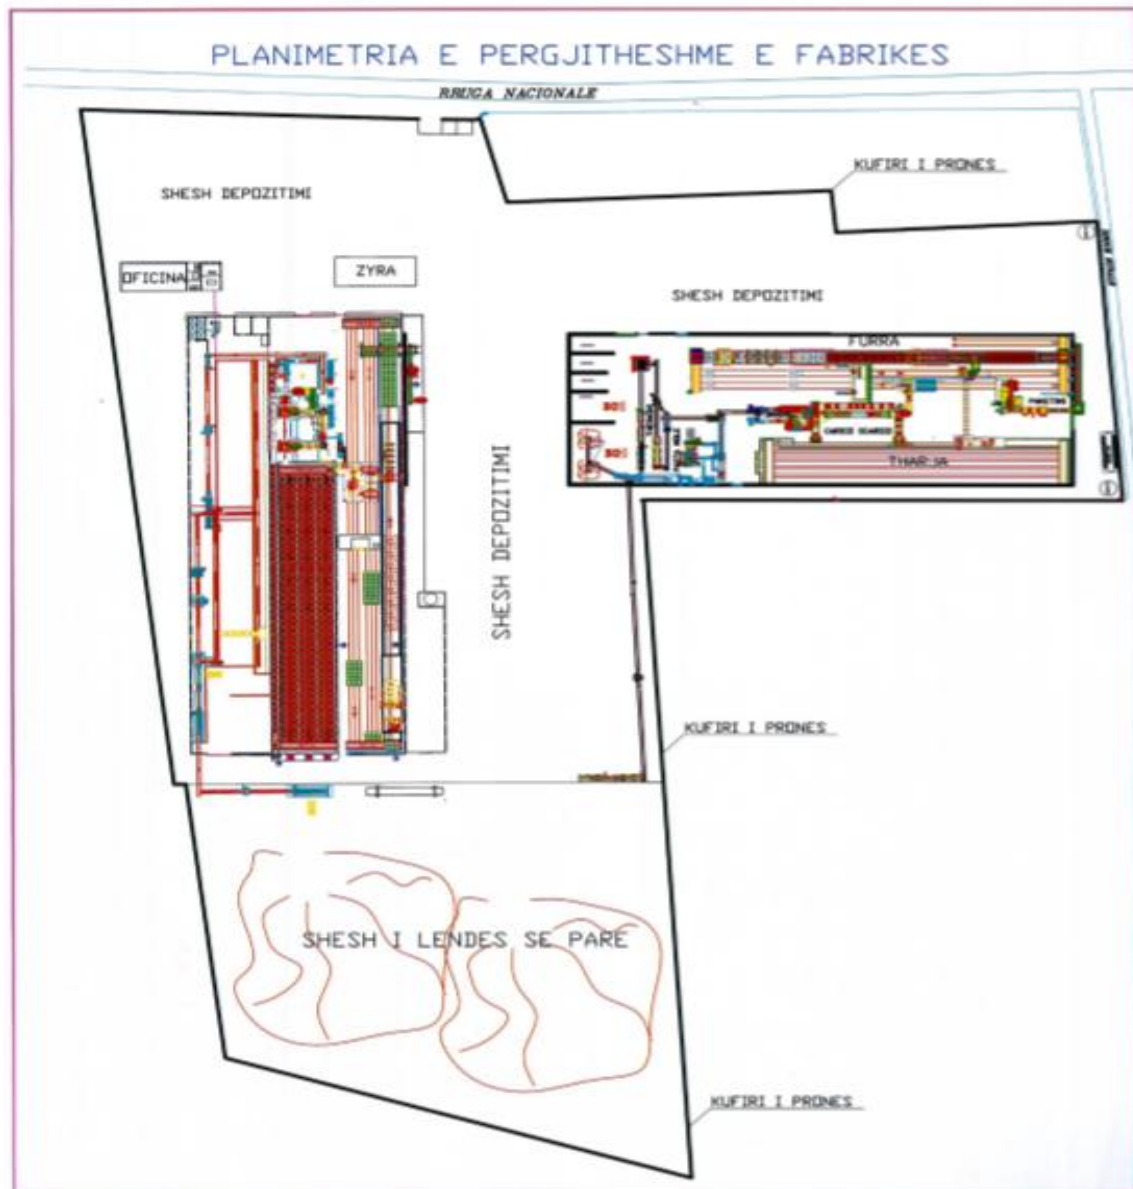 PLANIMETRIA E PERGJITHESHME E FABRIKES
RRUGA NACIONALE
KUFIRI I PRONES
SHESH DEPOZITIMI
OFICINA
ZYRA
SHESH DEPOZITIMI
FURRA
THARJA
SHESH DEPOZITIMI
KUFIRI I PRONES
SHESH I LENDES SE PARE
KUFIRI I PRONES